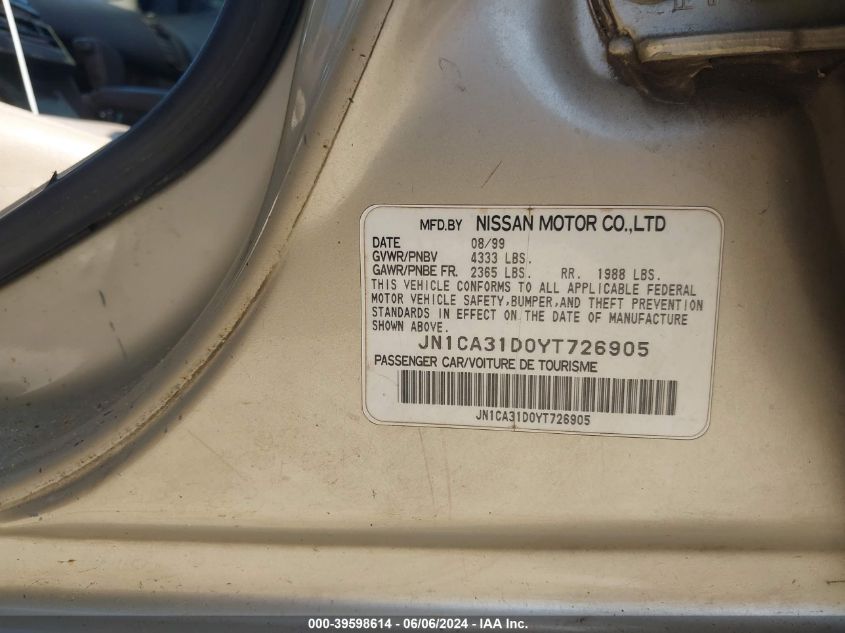 MFD.BY NISSAN MOTOR CO.,LTD
DATE 08/99
GVWR/PNBV 4333 LBS.
GAWR/PNBE FR. 2365 LBS. RR. 1988 LBS.
THIS VEHICLE CONFORMS TO ALL APPLICABLE FEDERAL
MOTOR VEHICLE SAFETY,BUMPER,AND THEFT PREVENTION
STANDARDS IN EFFECT ON THE DATE OF MANUFACTURE
SHOWN ABOVE.
JN1CA31D0YT726905
PASSENGER CAR/VOITURE DE TOURISME
JN1CA31D0YT726905
000-39598614 - 06/06/2024 - IAA Inc.